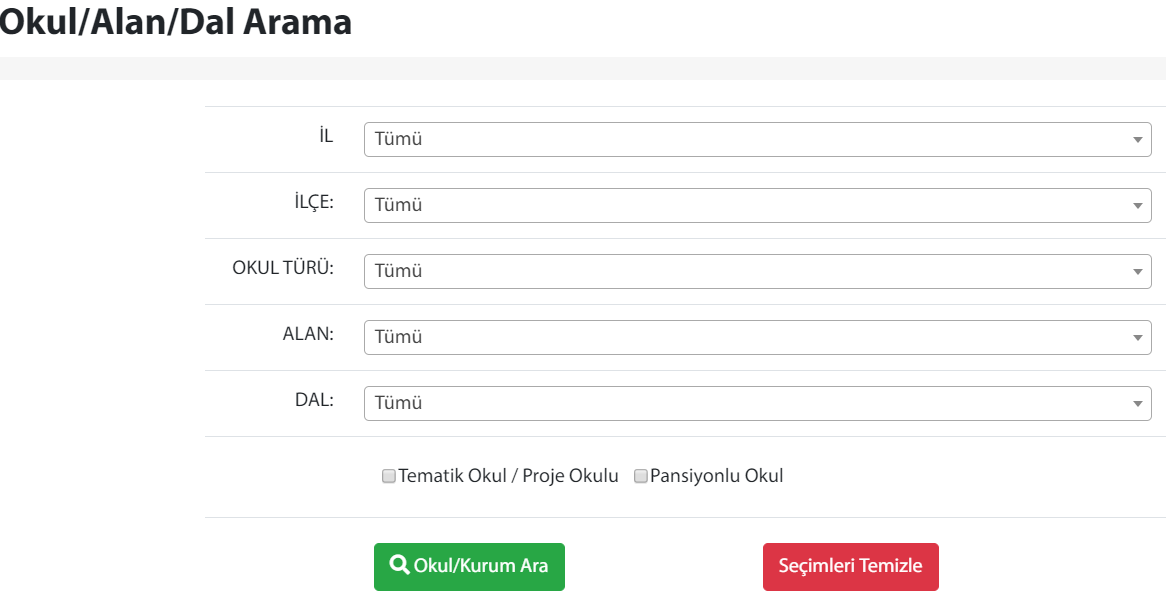 Okul/Alan/Dal Arama
İL
Tümü
İLÇE:
Tümü
OKUL TÜRÜ:
Tümü
ALAN:
Tümü
DAL:
Tümü
Tematik Okul / Proje Okulu Pansiyonlu Okul
Okul/Kurum Ara Seçimleri Temizle